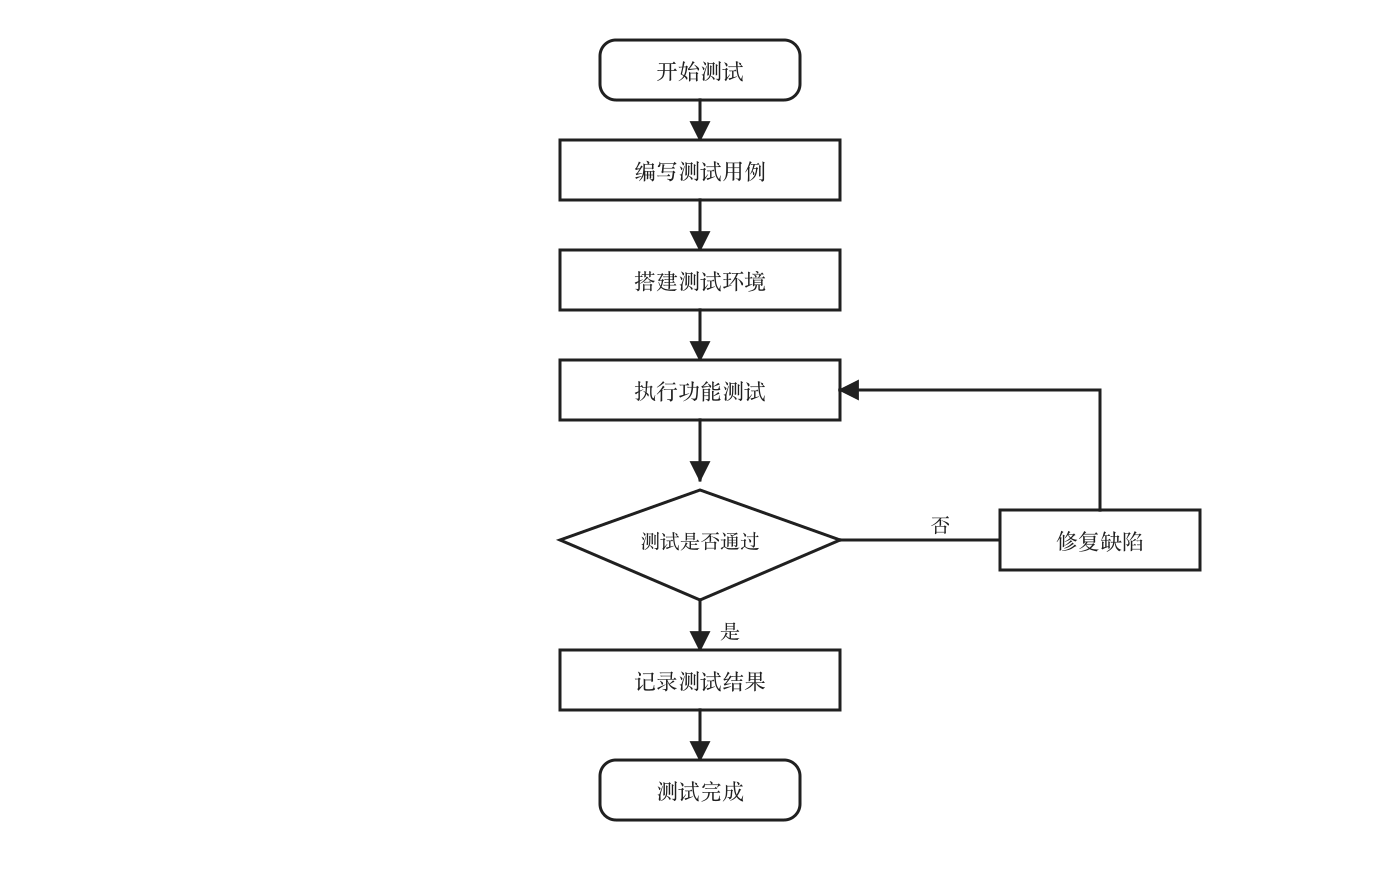 开始测试
编写测试用例
搭建测试环境
执行功能测试
测试是否通过
否
修复缺陷
是
记录测试结果
测试完成